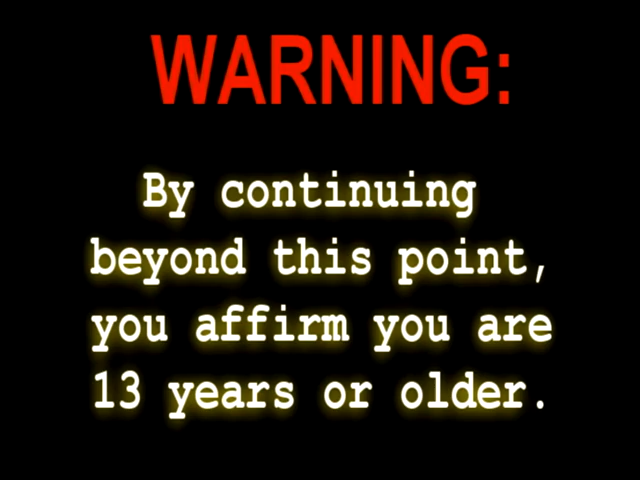 WARNING:
By continuing
beyond this point,
you affirm you are
13 years or older.